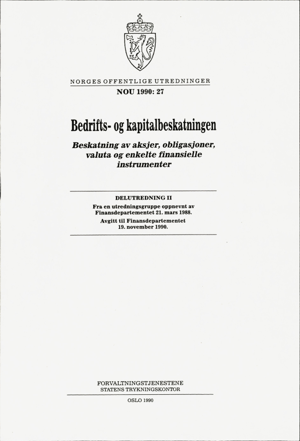 NORGES OFFENTLIGE UTREDNINGER
NOU 1990: 27
Bedrifts- og kapitalbeskatningen
Beskatning av aksjer, obligasjoner,
valuta og enkelte finansielle
instrumenter
DELUTREDNING II
Fra en utredningsgruppe oppnevnt av
Finansdepartementet 21. mars 1988.
Avgitt til Finansdepartementet
19. november 1990.
FORVALTNINGSTJENESTENE
STATENS TRYKNINGSKONTOR
OSLO 1990